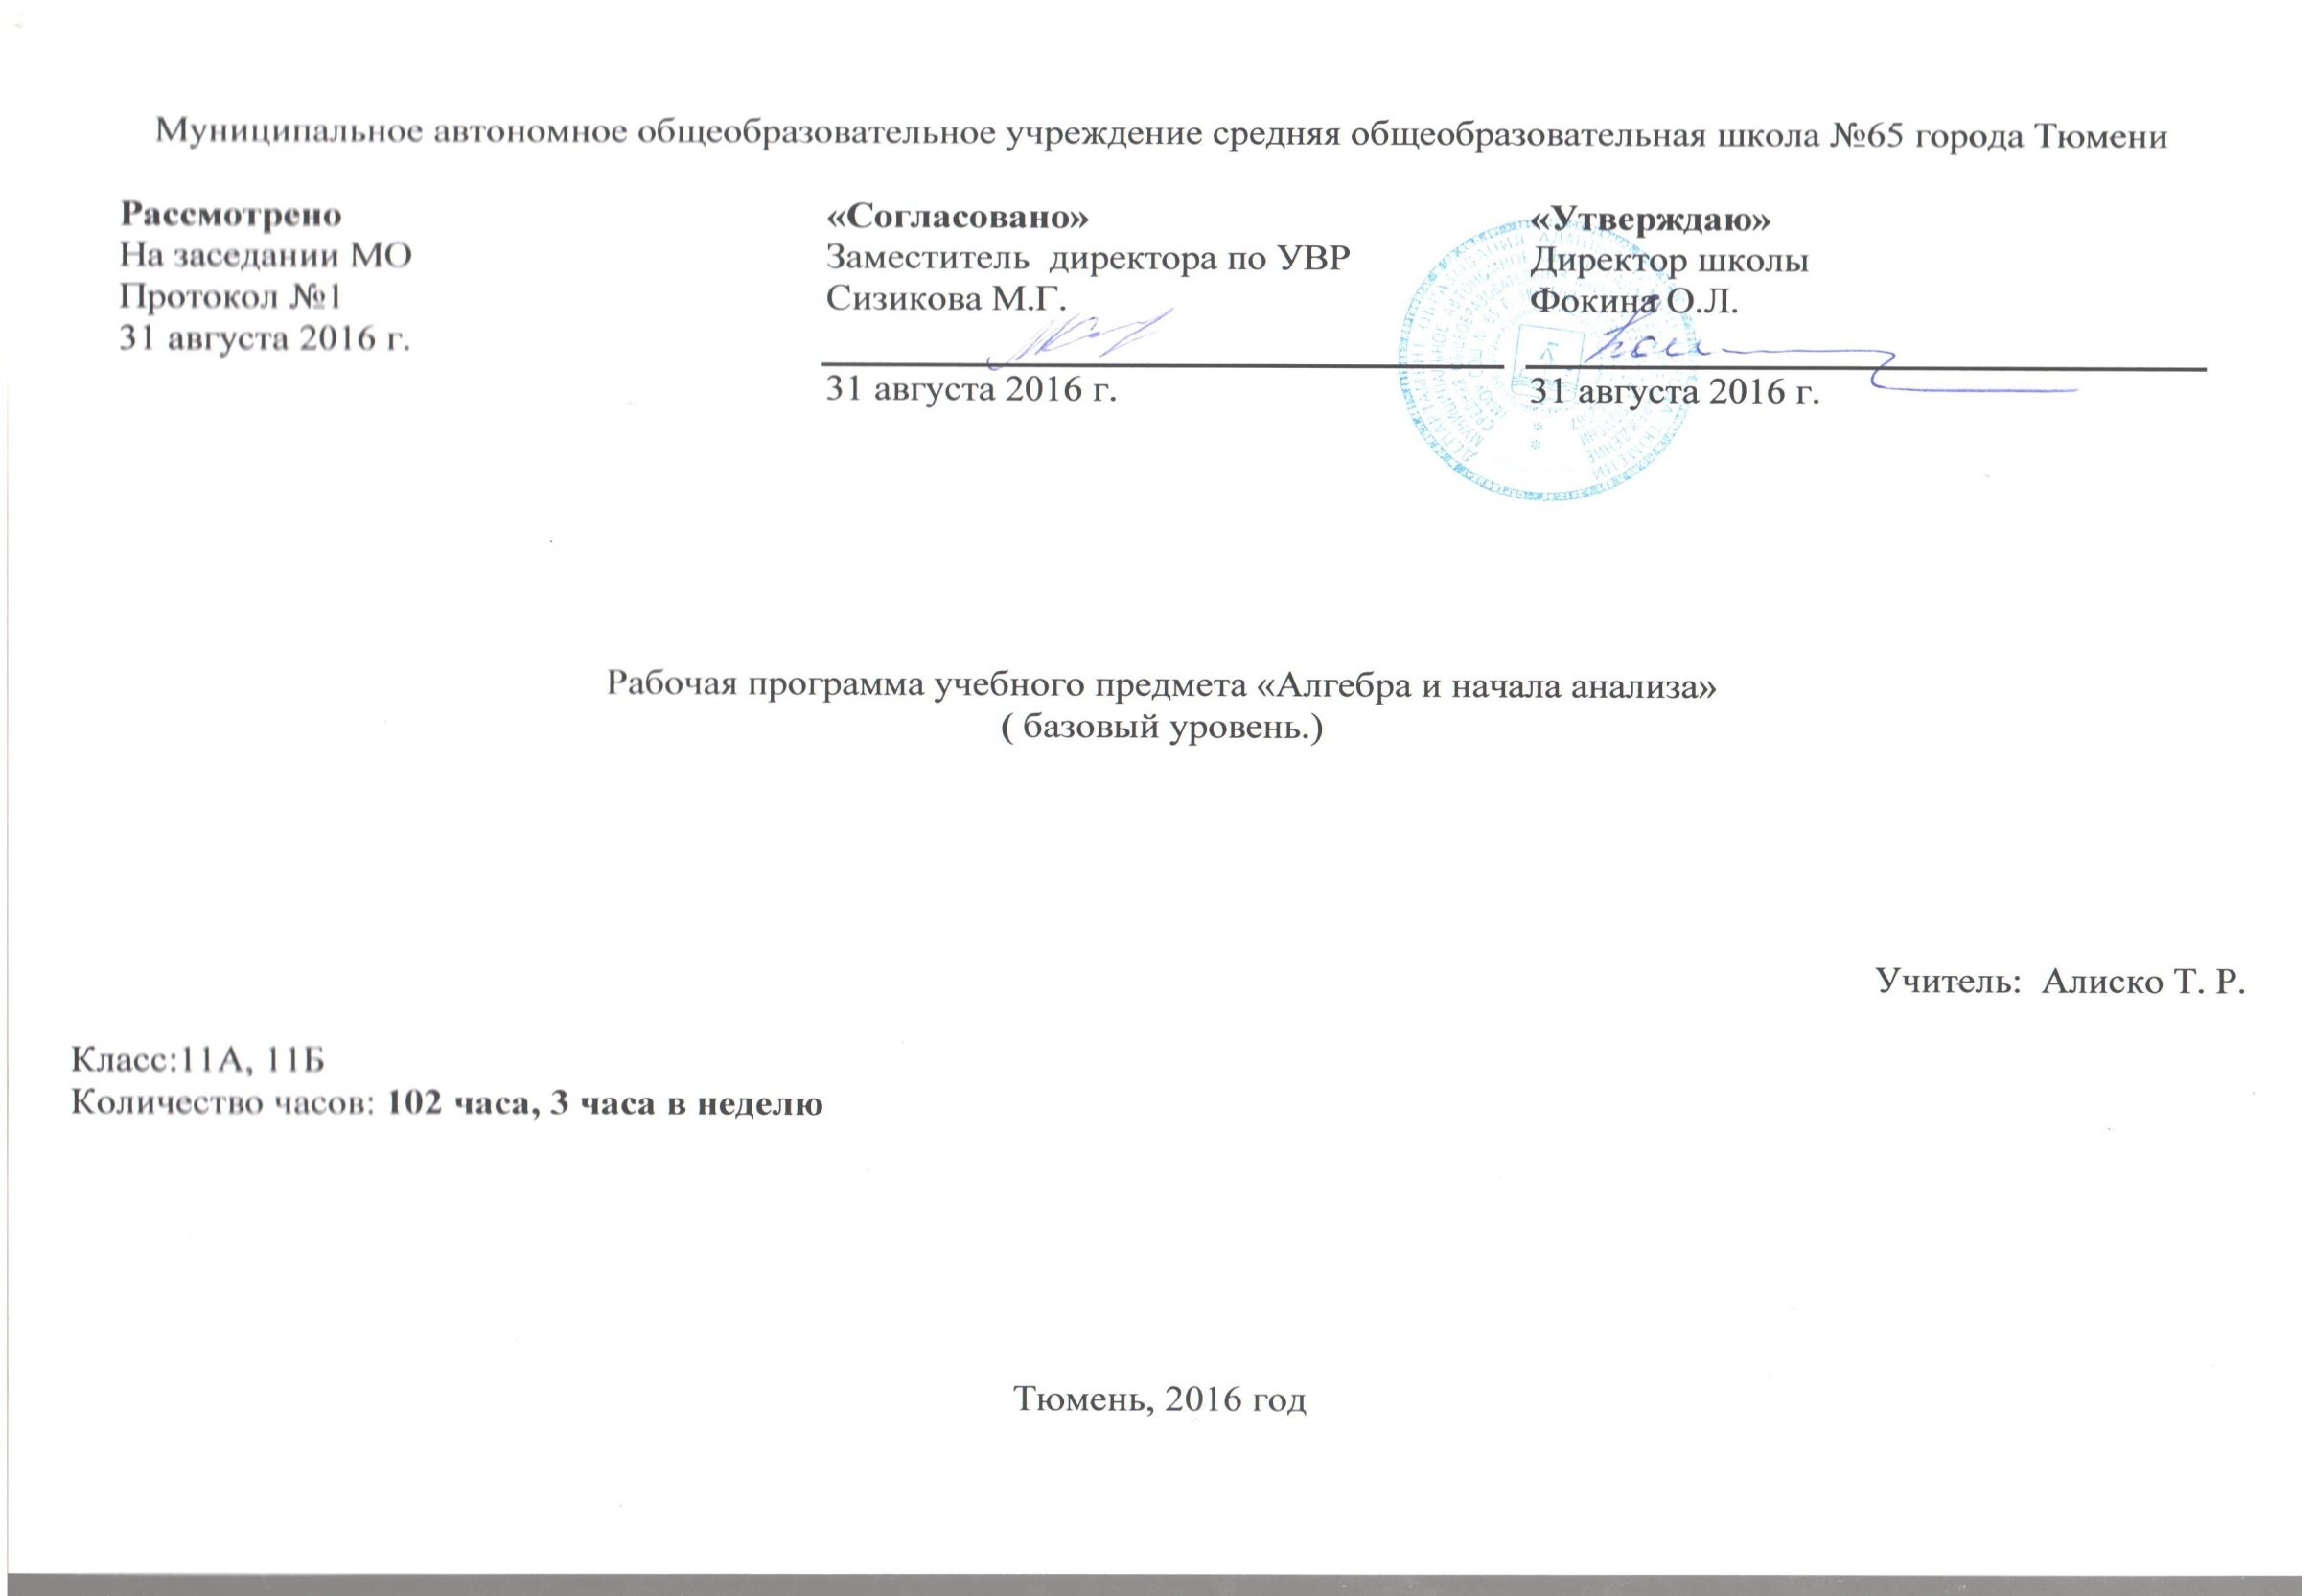 Муниципальное автономное общеобразовательное учреждение средняя общеобразовательная школа №65 города Тюмени
Рассмотрено
На заседании МО
Протокол №1
31 августа 2016 г.
«Согласовано»
Заместитель директора по УВР
Сизикова М.Г.
31 августа 2016 г.
«Утверждаю»
Директор школы
Фокина О.Л.
31 августа 2016 г.
Рабочая программа учебного предмета «Алгебра и начала анализа»
( базовый уровень.)
Учитель: Алиско Т. Р.
Класс:11А, 11Б
Количество часов: 102 часа, 3 часа в неделю
Тюмень, 2016 год